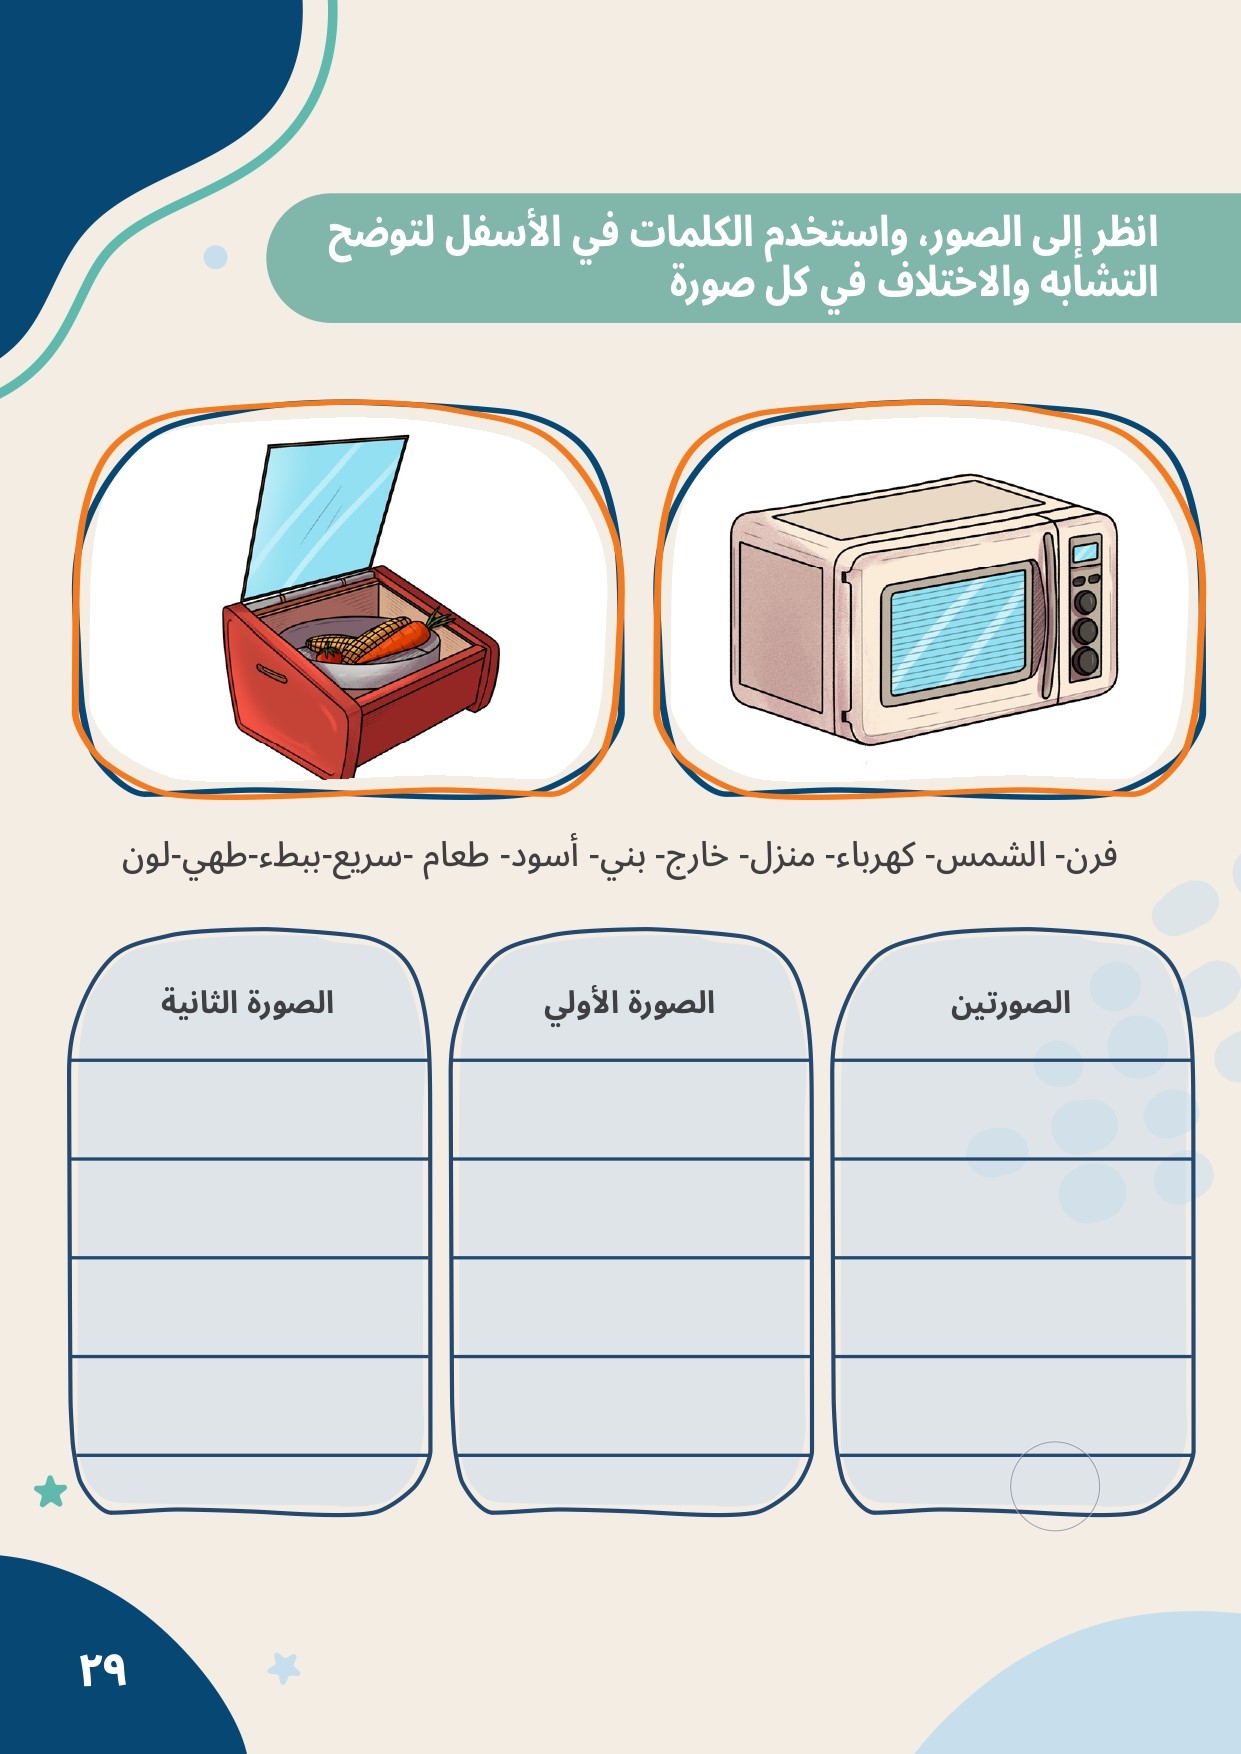 انظر إلى الصور، واستخدم الكلمات في الأسفل لتوضح
التشابه والاختلاف في كل صورة
فرن- الشمس- كهرباء- منزل- خارج- بني- أسود- طعام -سريع-ببطء-طهي-لون
الصورتين
الصورة الأولي
الصورة الثانية
٢٩